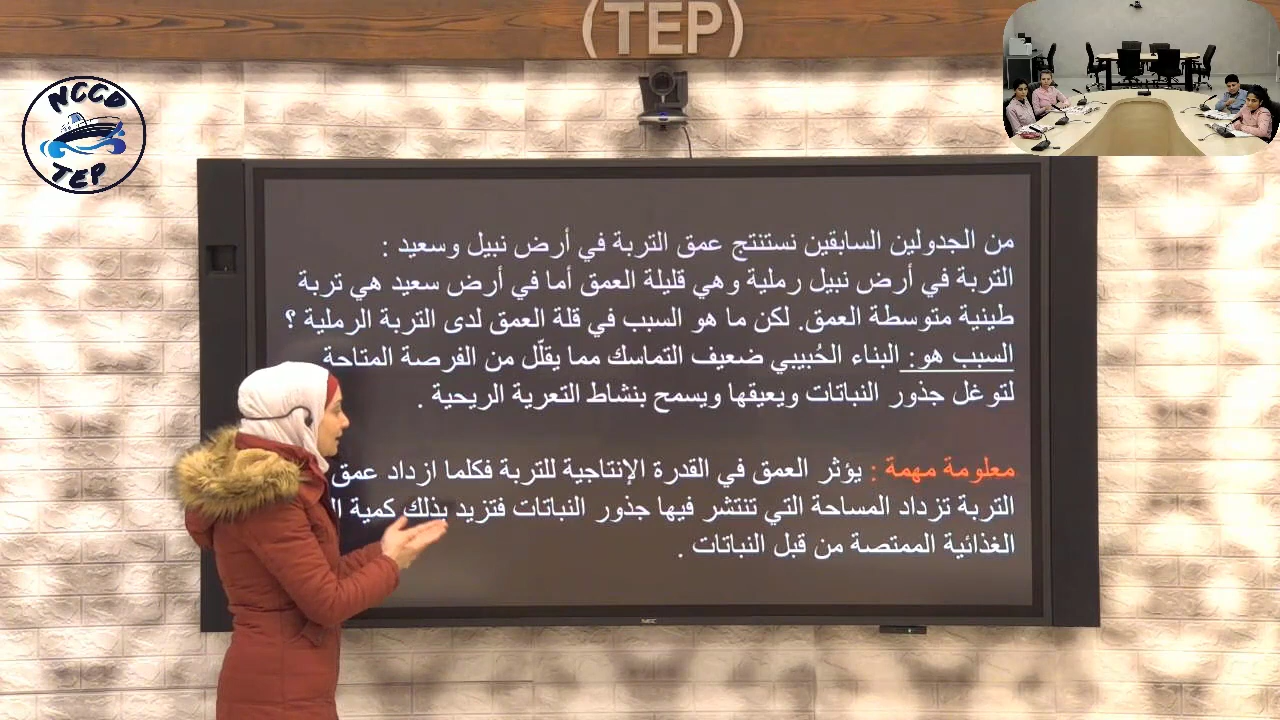 (TEP)
NCCD
TEP
من الجدولين السابقين نستنتج عمق التربة في أرض نبيل وسعيد :
التربة في أرض نبيل رملية وهي قليلة العمق أما في أرض سعيد هي تربة
طينية متوسطة العمق. لكن ما هو السبب في قلة العمق لدى التربة الرملية ؟
السبب هو: البناء الحُبيبي ضعيف التماسك مما يقلّل من الفرصة المتاحة
لتوغل جذور النباتات ويعيقها ويسمح بنشاط التعرية الريحية .
معلومة مهمة : يؤثر العمق في القدرة الإنتاجية للتربة فكلما ازداد عمق
التربة تزداد المساحة التي تنتشر فيها جذور النباتات فتزيد بذلك كمية
الغذائية الممتصة من قبل النباتات .
NEC